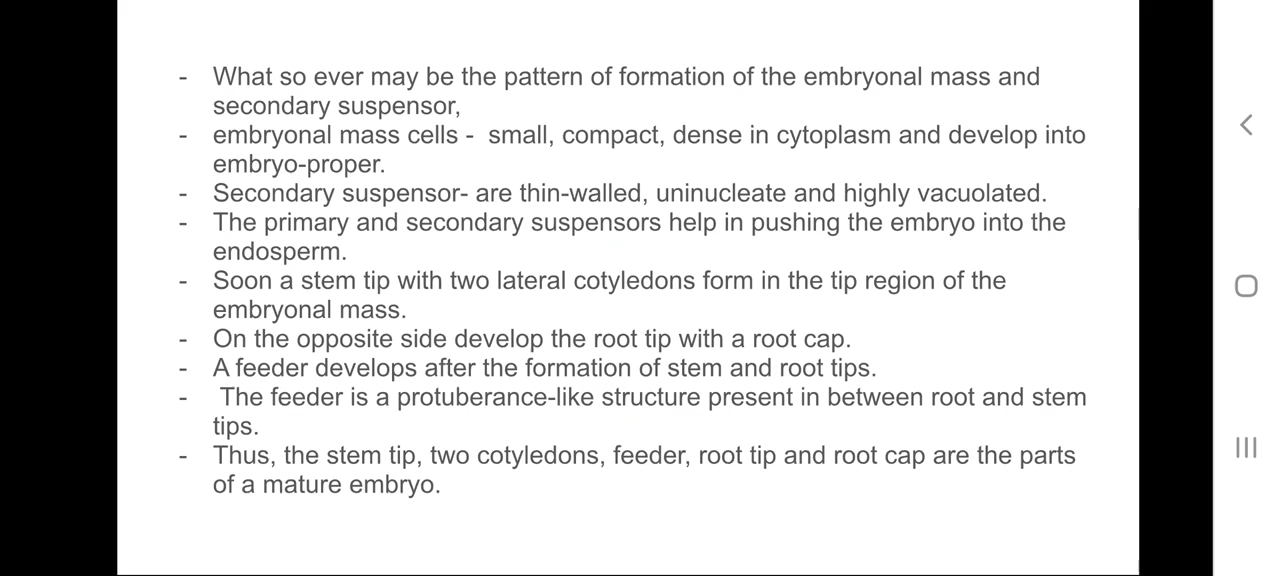 - What so ever may be the pattern of formation of the embryonal mass and
secondary suspensor,
- embryonal mass cells - small, compact, dense in cytoplasm and develop into
embryo-proper.
- Secondary suspensor- are thin-walled, uninucleate and highly vacuolated.
- The primary and secondary suspensors help in pushing the embryo into the
endosperm.
- Soon a stem tip with two lateral cotyledons form in the tip region of the
embryonal mass.
- On the opposite side develop the root tip with a root cap.
- A feeder develops after the formation of stem and root tips.
- The feeder is a protuberance-like structure present in between root and stem
tips.
- Thus, the stem tip, two cotyledons, feeder, root tip and root cap are the parts
of a mature embryo.